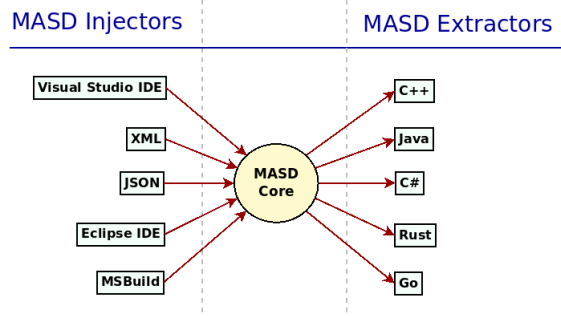 MASD Injectors
MASD Extractors
Visual Studio IDE
XML
JSON
Eclipse IDE
MSBuild
MASD
Core
C++
Java
C#
Rust
Go